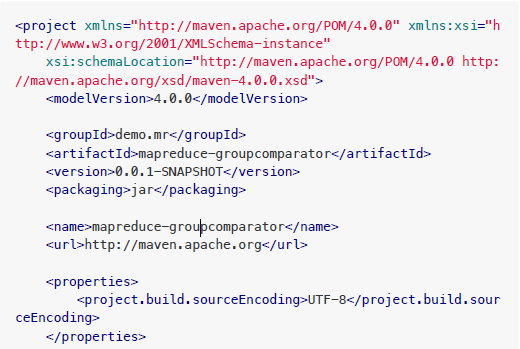 <project xmlns="http://maven.apache.org/POM/4.0.0" xmlns:xsi="h
ttp://www.w3.org/2001/XMLSchema-instance"
    xsi:schemaLocation="http://maven.apache.org/POM/4.0.0 http:
//maven.apache.org/xsd/maven-4.0.0.xsd">
    <modelVersion>4.0.0</modelVersion>

    <groupId>demo.mr</groupId>
    <artifactId>mapreduce-groupcomparator</artifactId>
    <version>0.0.1-SNAPSHOT</version>
    <packaging>jar</packaging>

    <name>mapreduce-groupcomparator</name>
    <url>http://maven.apache.org</url>

    <properties>
        <project.build.sourceEncoding>UTF-8</project.build.sour
ceEncoding>
    </properties>